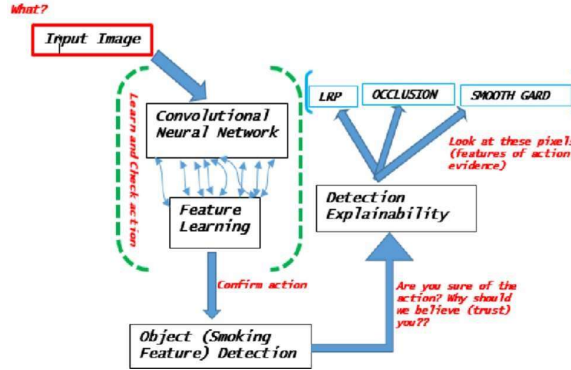 What?
Input Image
LRP
OCCLUSION
SMOOTH GARD
Learn and Check action
Convolutional
Neural Network
Look at these pixels
(features of action
evidence)
Feature
Learning
Detection
Explainability
Confirm action
Are you sure of the
action? Why should
we believe (trust)
you??
Object (Smoking
Feature) Detection